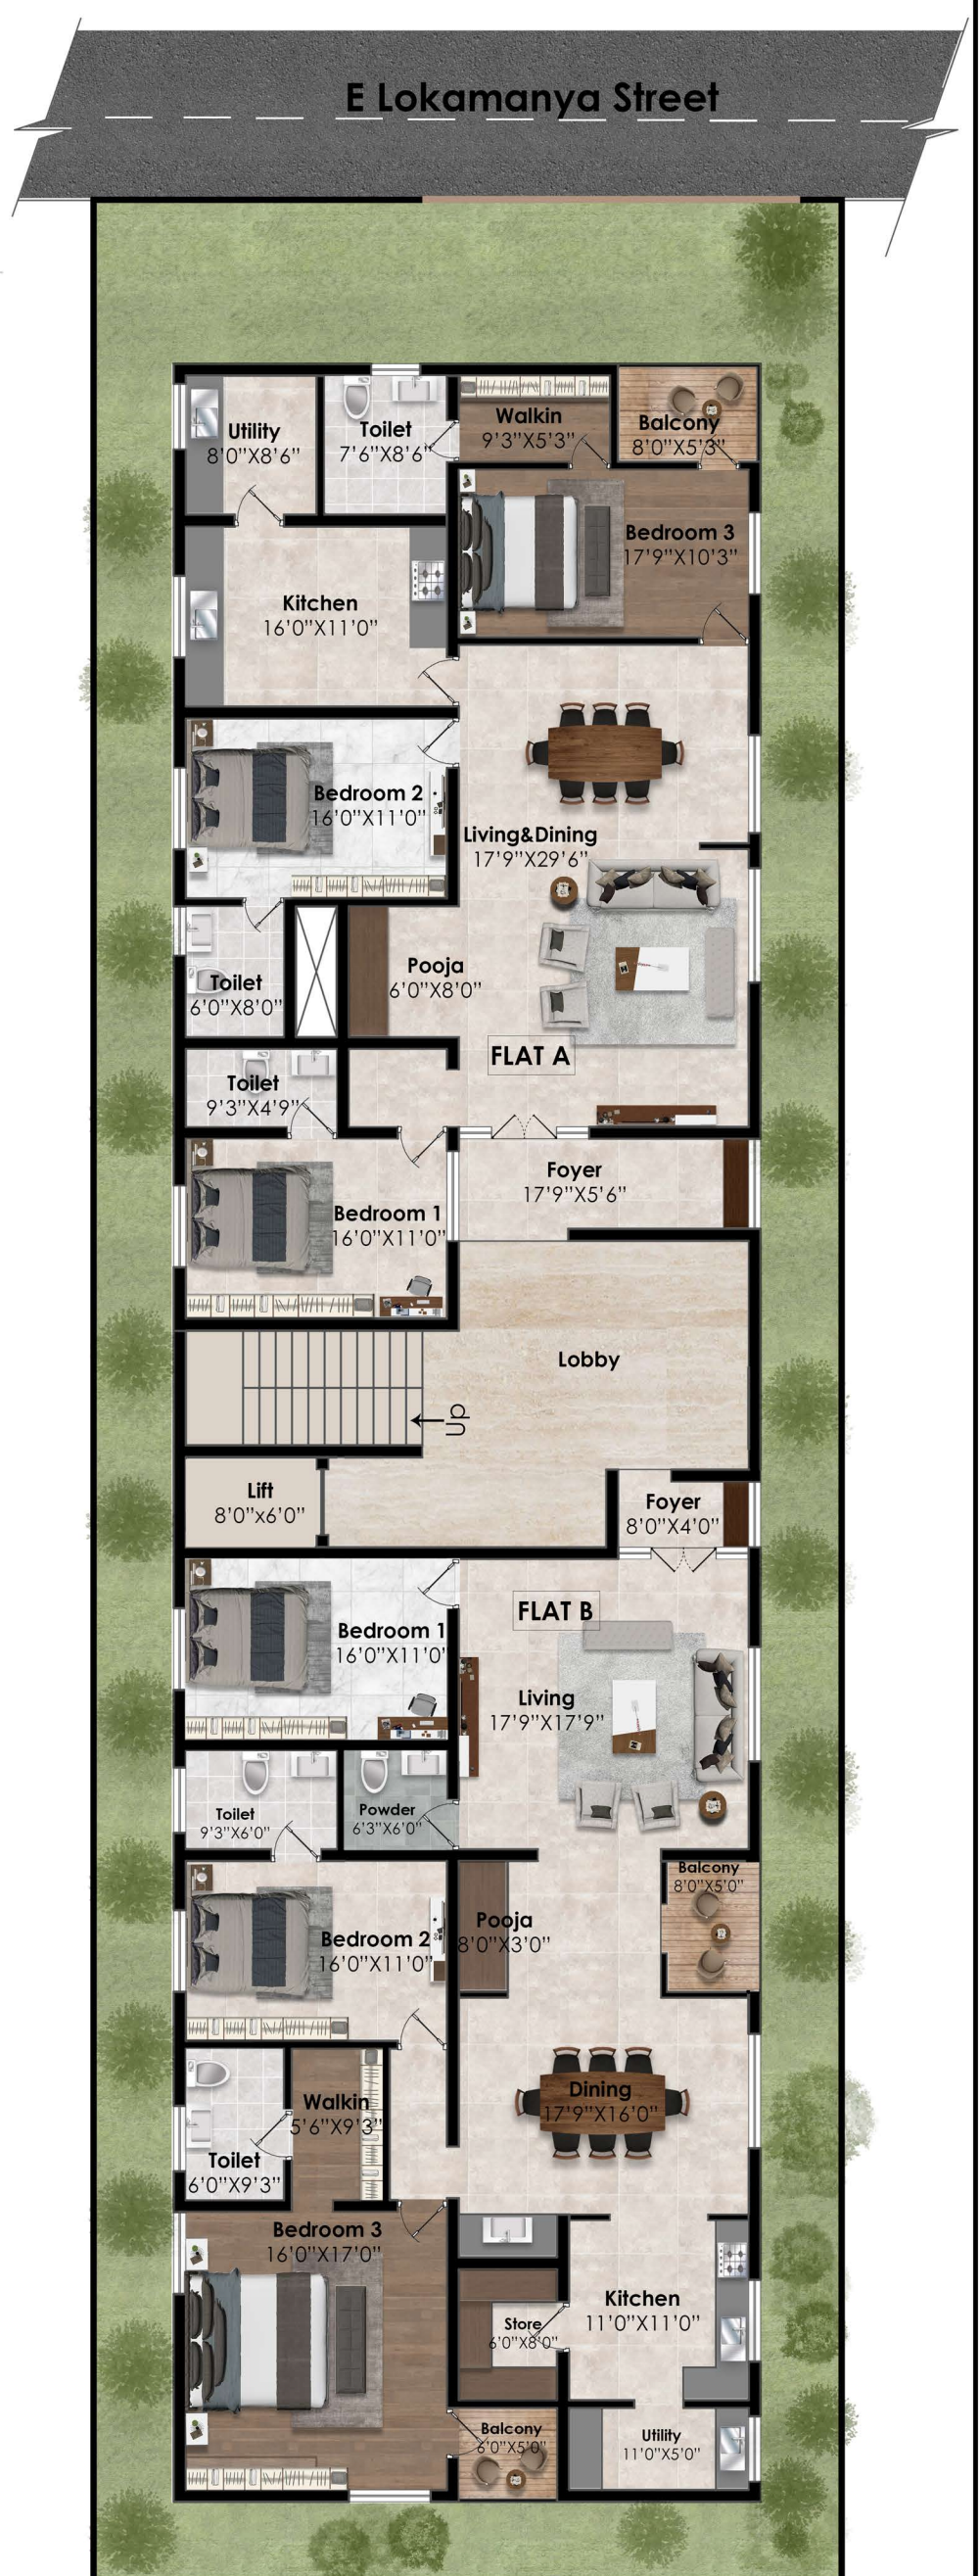 E Lokamanya Street
Utility
8'0"X8'6"
Toilet
7'6"X8'6"
Walkin
9'3"X5'3"
Balcony
8'0"X5'3"
Bedroom 3
17'9"X10'3"
Kitchen
16'0"X11'0"
Bedroom 2
16'0"X11'0"
Living&Dining
17'9"X29'6"
Pooja
6'0"X8'0"
Toilet
6'0"X8'0"
FLAT A
Toilet
9'3"X4'9"
Foyer
17'9"X5'6"
Bedroom 1
16'0"X11'0"
Lobby
Up
Lift
8'0"x6'0"
Foyer
8'0"X4'0"
FLAT B
Bedroom 1
16'0"X11'0"
Living
17'9"X17'9"
Toilet
9'3"X6'0"
Powder
6'3"X6'0"
Balcony
8'0"X5'0"
Pooja
8'0"X3'0"
Bedroom 2
16'0"X11'0"
Dining
17'9"X16'0"
Walkin
5'6"X9'3"
Toilet
6'0"X9'3"
Bedroom 3
16'0"X17'0"
Kitchen
11'0"X11'0"
Store
6'0"X8'0"
Balcony
6'0"X5'0"
Utility
11'0"X5'0"